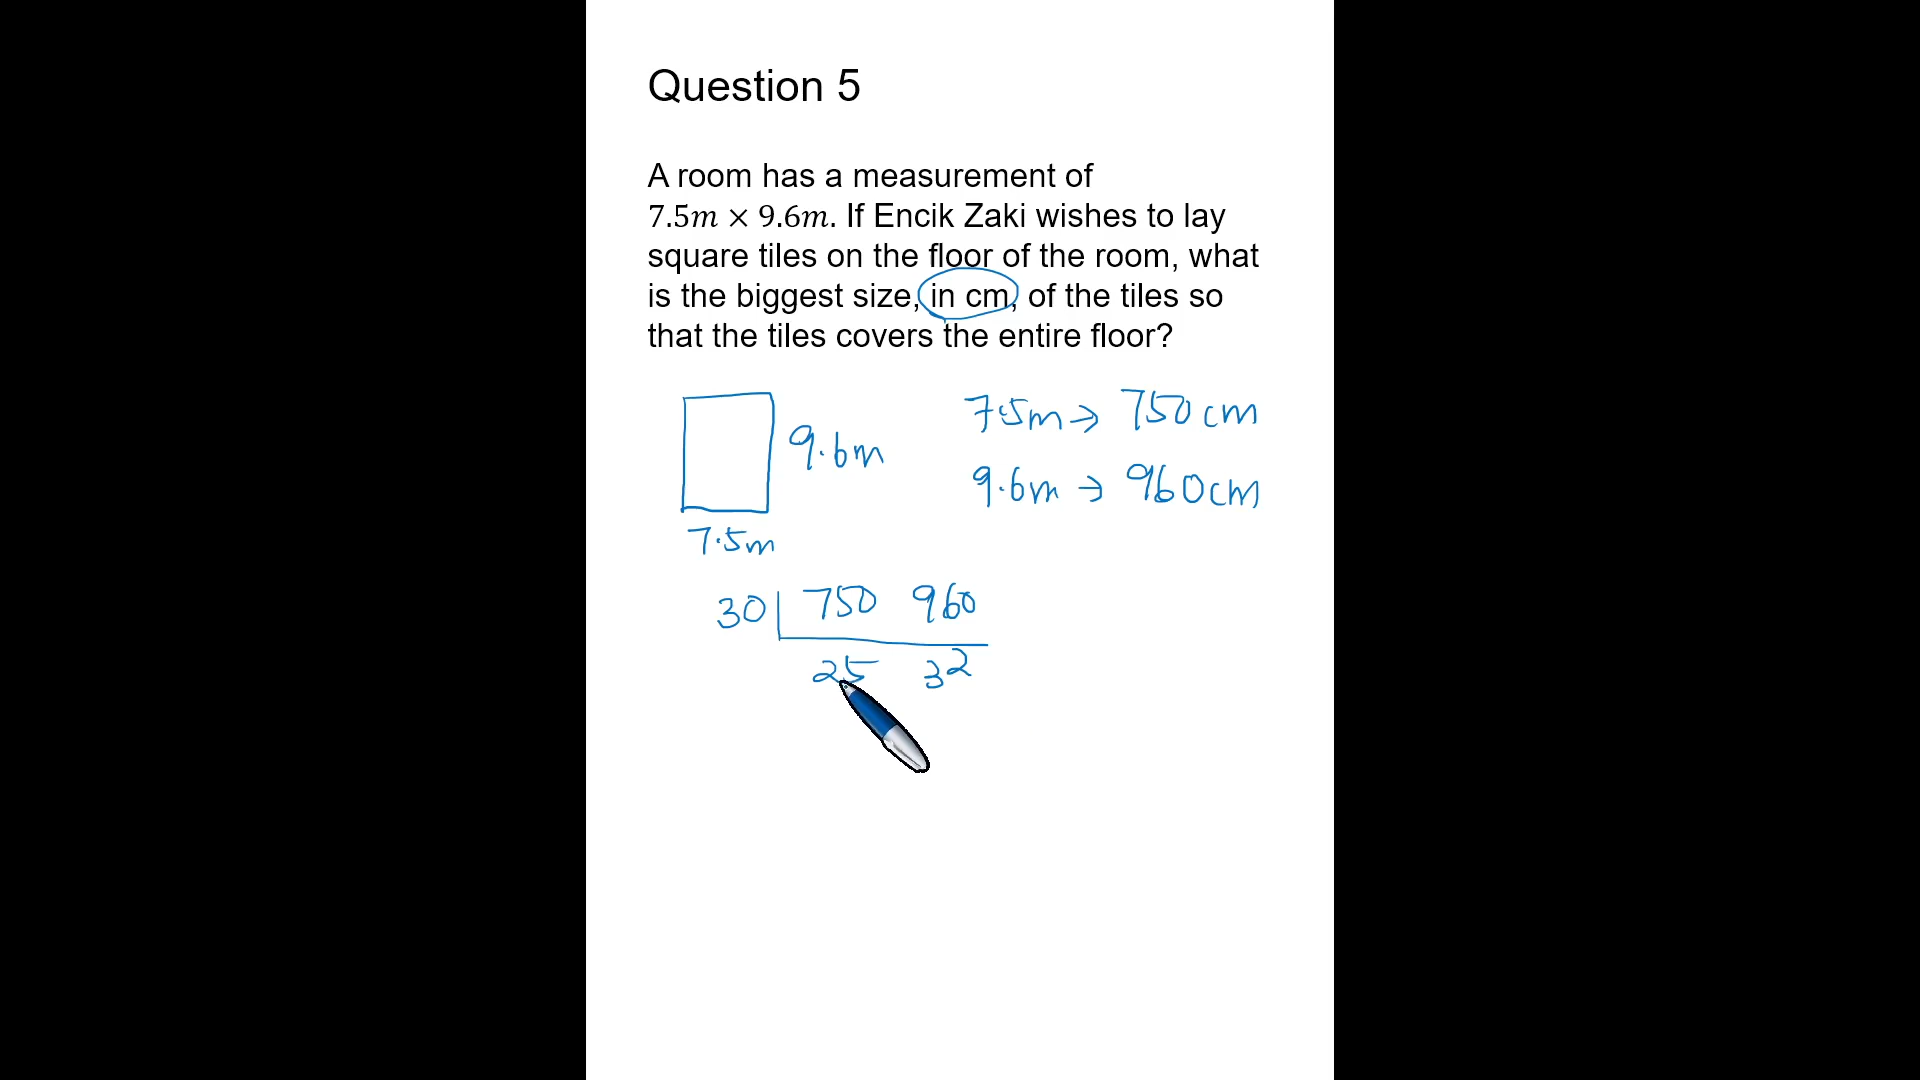 Question 5
A room has a measurement of
7.5m × 9.6m. If Encik Zaki wishes to lay
square tiles on the floor of the room, what
is the biggest size, in cm, of the tiles so
that the tiles covers the entire floor?
7.5m → 750cm
9.6m
9.6m → 960cm
7.5m
30 750 960
25 32